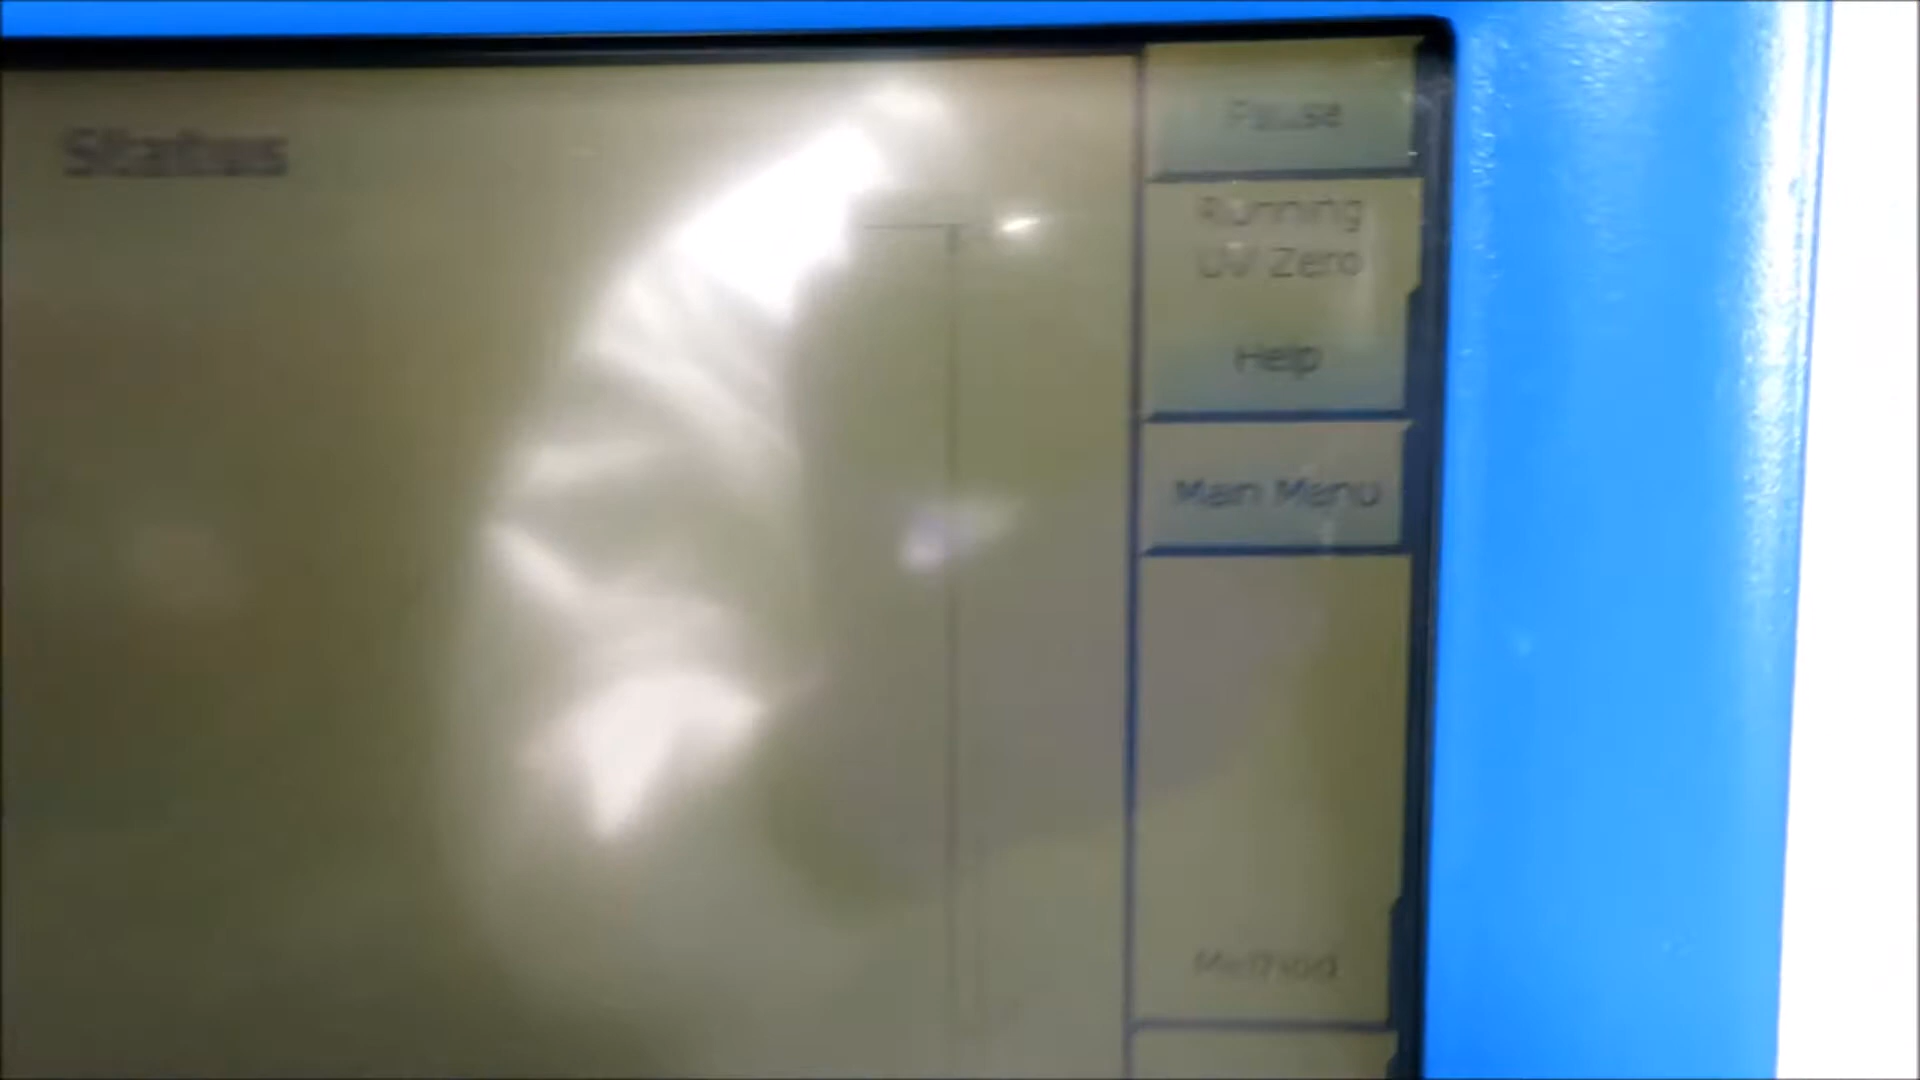 Status
Pause
Running
UV Zero
Help
Main Menu
Method